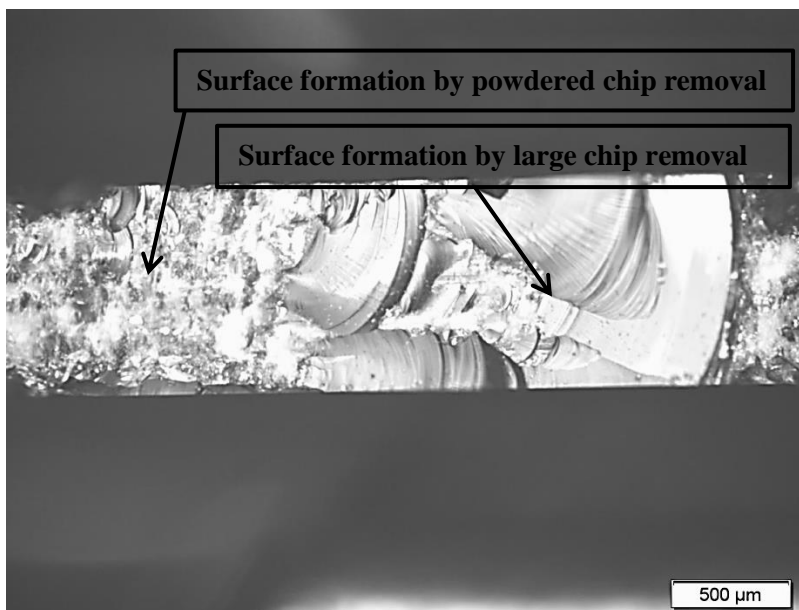 Surface formation by powdered chip removal
Surface formation by large chip removal
500 µm